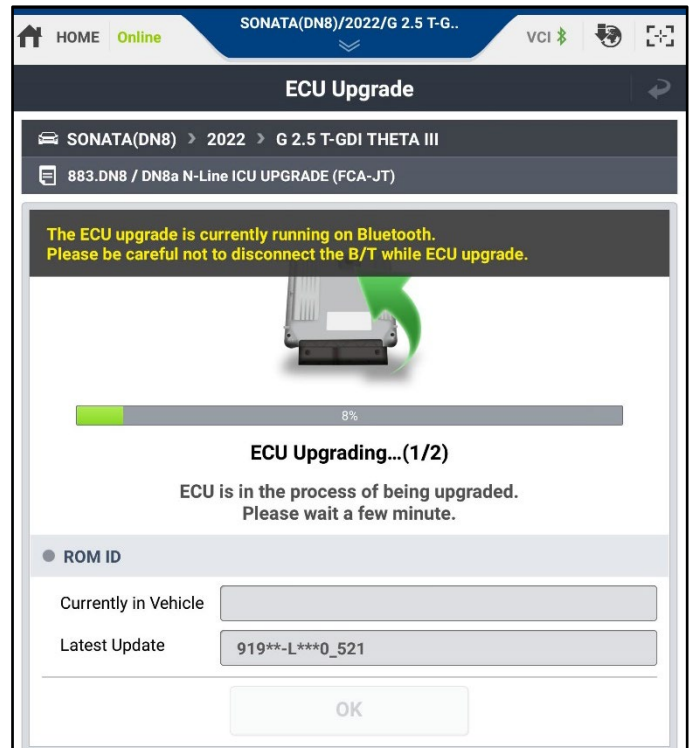 HOME Online
SONATA(DN8)/2022/G 2.5 T-G..
VCI
ECU Upgrade
SONATA(DN8) > 2022 > G 2.5 T-GDI THETA III
883.DN8 / DN8a N-Line ICU UPGRADE (FCA-JT)
The ECU upgrade is currently running on Bluetooth.
Please be careful not to disconnect the B/T while ECU upgrade.
8%
ECU Upgrading...(1/2)
ECU is in the process of being upgraded.
Please wait a few minute.
ROM ID
Currently in Vehicle
Latest Update 919**-L***0_521
OK